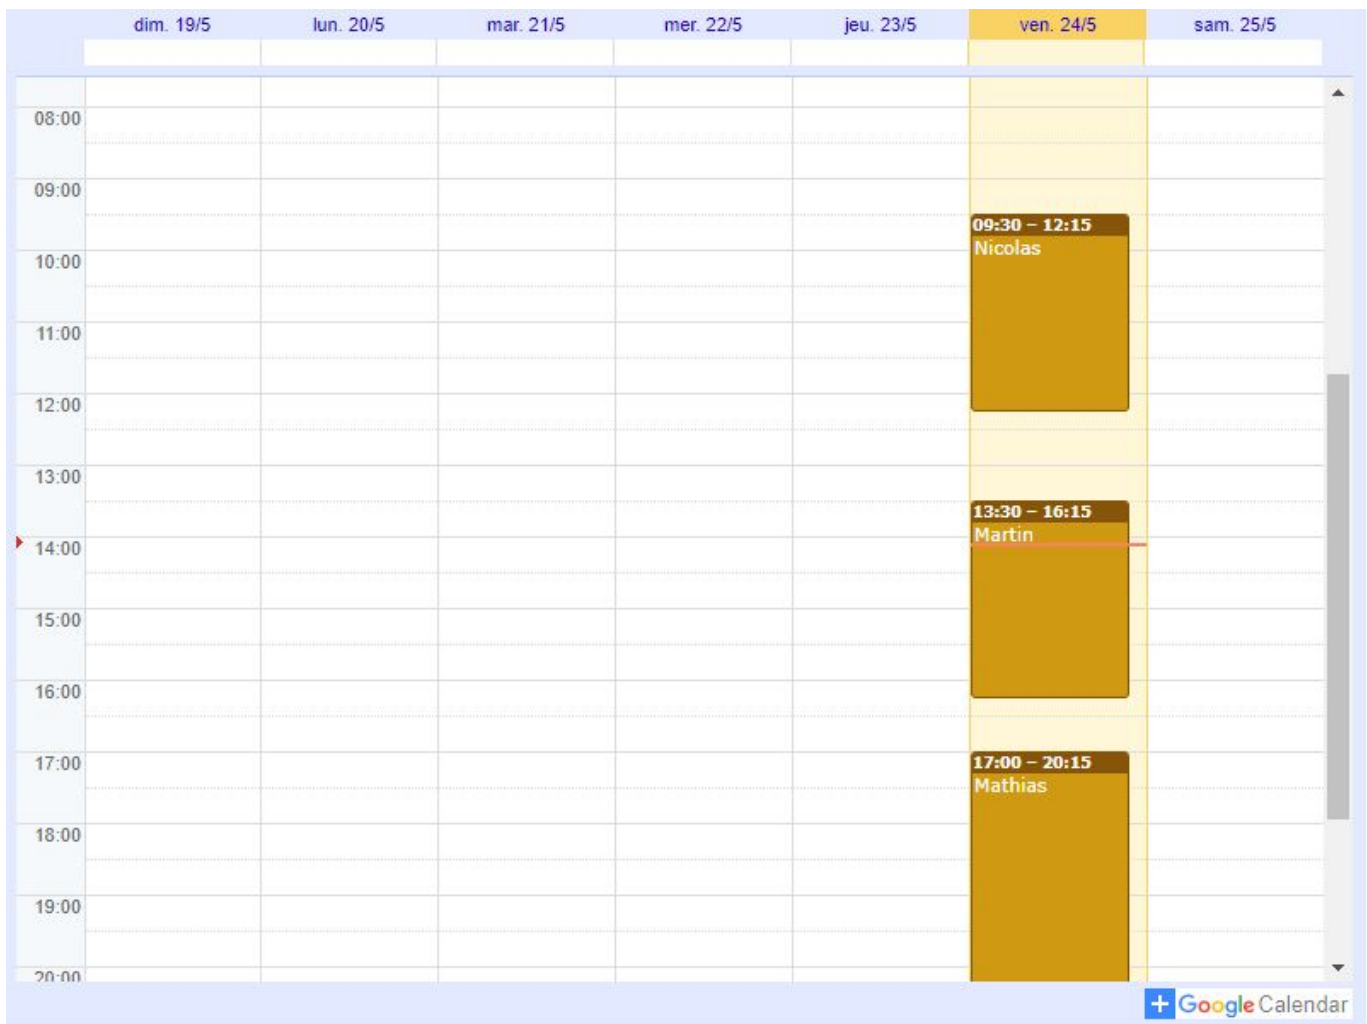 dim. 19/5 lun. 20/5 mar. 21/5 mer. 22/5 jeu. 23/5 ven. 24/5 sam. 25/5
08:00
09:00
09:30 – 12:15
Nicolas
10:00
11:00
12:00
13:00
13:30 – 16:15
Martin
14:00
15:00
16:00
17:00
17:00 – 20:15
Mathias
18:00
19:00
20:00
+ Google Calendar